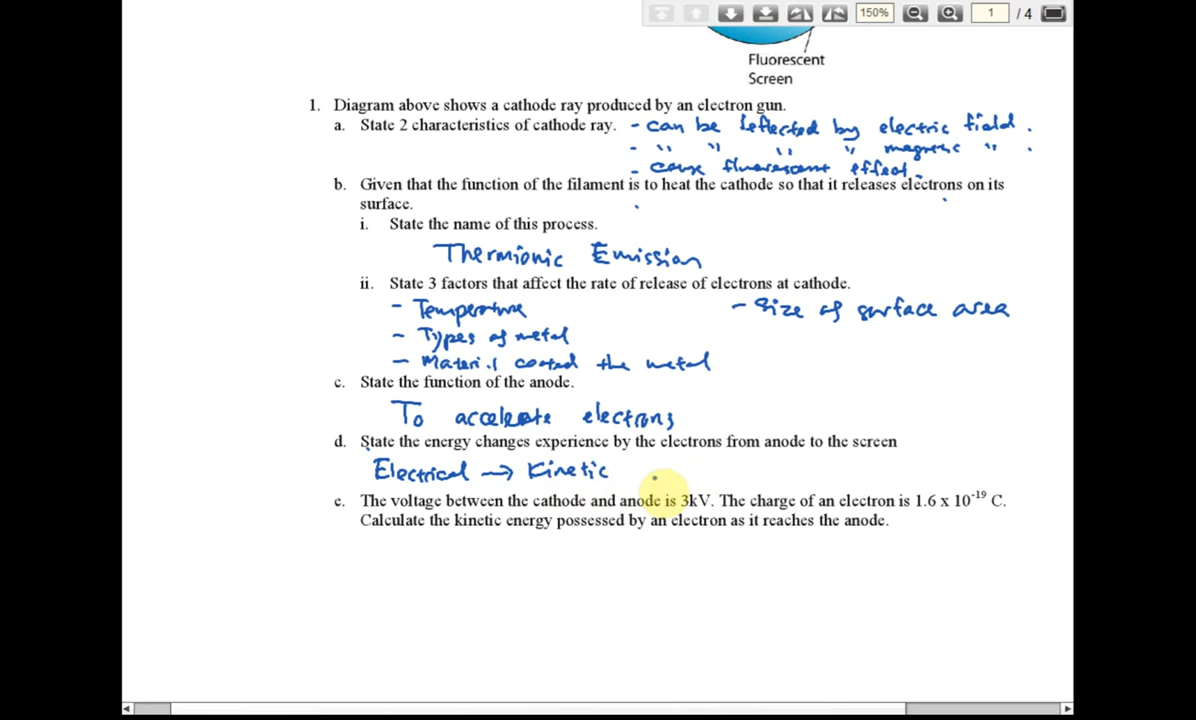 150%
1
/ 4
Fluorescent
Screen
1. Diagram above shows a cathode ray produced by an electron gun.
a. State 2 characteristics of cathode ray. - can be deflected by electric field.
- " " " " magnetic " .
- cause fluorescent effect.
b. Given that the function of the filament is to heat the cathode so that it releases electrons on its
surface.
i. State the name of this process.
Thermionic Emission
ii. State 3 factors that affect the rate of release of electrons at cathode.
- Temperature - Size of surface area
- Types of metal
- Material coated the metal
c. State the function of the anode.
To accelerate electrons
d. State the energy changes experience by the electrons from anode to the screen
Electrical → Kinetic
e. The voltage between the cathode and anode is 3kV. The charge of an electron is 1.6 x 10⁻¹⁹ C.
Calculate the kinetic energy possessed by an electron as it reaches the anode.